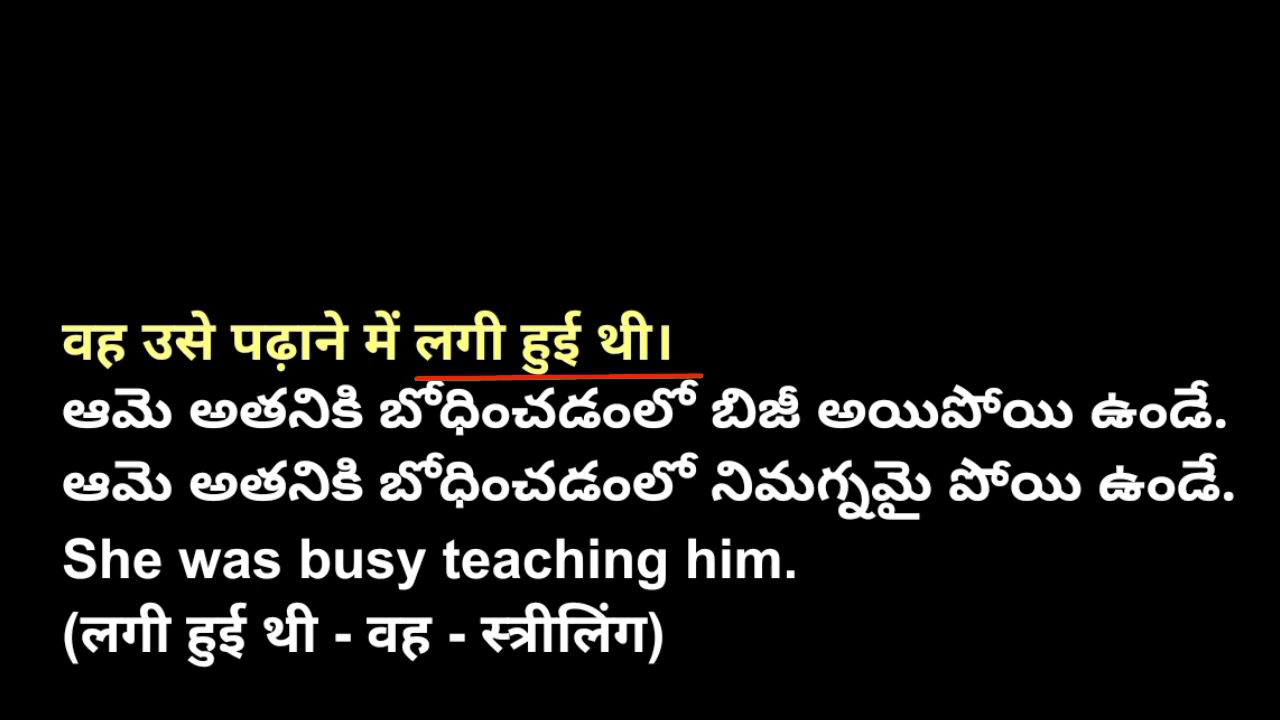 वह उसे पढ़ाने में लगी हुई थी।
ఆమె అతనికి బోధించడంలో బిజీ అయిపోయి ఉండే.
ఆమె అతనికి బోధించడంలో నిమగ్నమై పోయి ఉండే.
She was busy teaching him.
(लगी हुई थी - वह - स्त्रीलिंग)